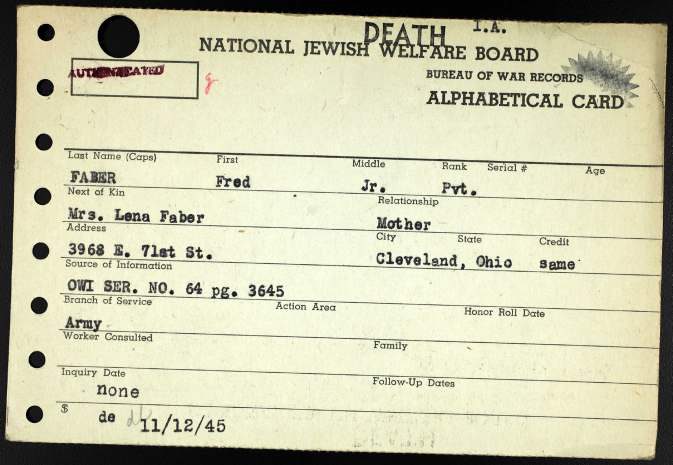 DEATH I.A.
NATIONAL JEWISH WELFARE BOARD
BUREAU OF WAR RECORDS
AUTHENTICATED
ALPHABETICAL CARD
Last Name (Caps) First Middle Rank Serial # Age
FABER Fred Jr. Pvt.
Next of Kin Relationship
Mrs. Lena Faber Mother
Address City State Credit
3968 E. 71st St. Cleveland, Ohio same
Source of Information
OWI SER. NO. 64 pg. 3645
Branch of Service Action Area Honor Roll Date
Army
Worker Consulted Family
Inquiry Date Follow-Up Dates
none
$ de 11/12/45